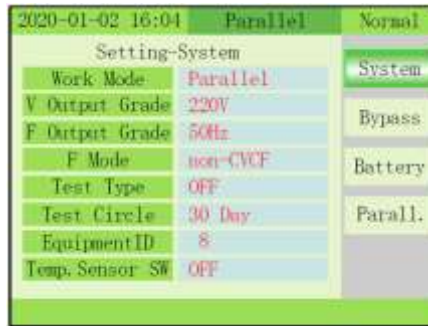 2020-01-02 16:04 Parallel Normal
Setting-System
Work Mode Parallel
V Output Grade 220V
F Output Grade 50Hz
F Mode non-CVCF
Test Type OFF
Test Circle 30 Day
EquipmentID 8
Temp. Sensor SW OFF
System
Bypass
Battery
Parall.